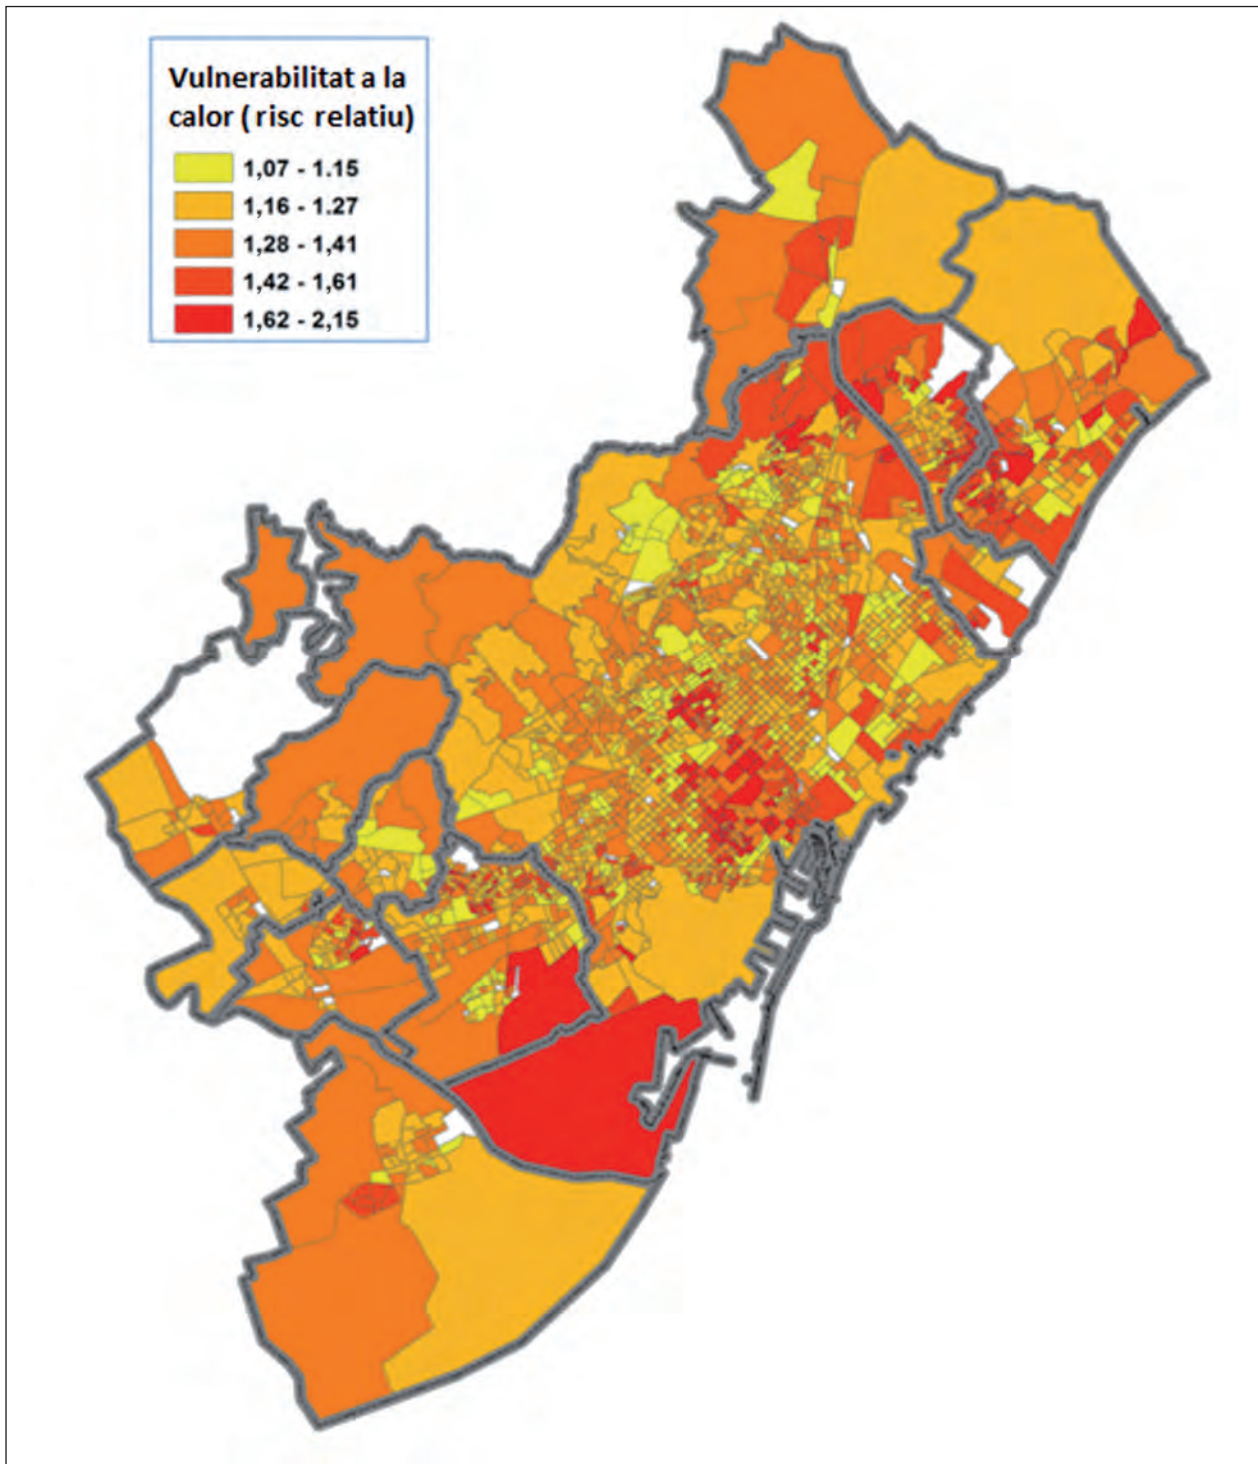 Vulnerabilitat a la
calor ( risc relatiu)
1,07 - 1.15
1,16 - 1.27
1,28 - 1,41
1,42 - 1,61
1,62 - 2,15